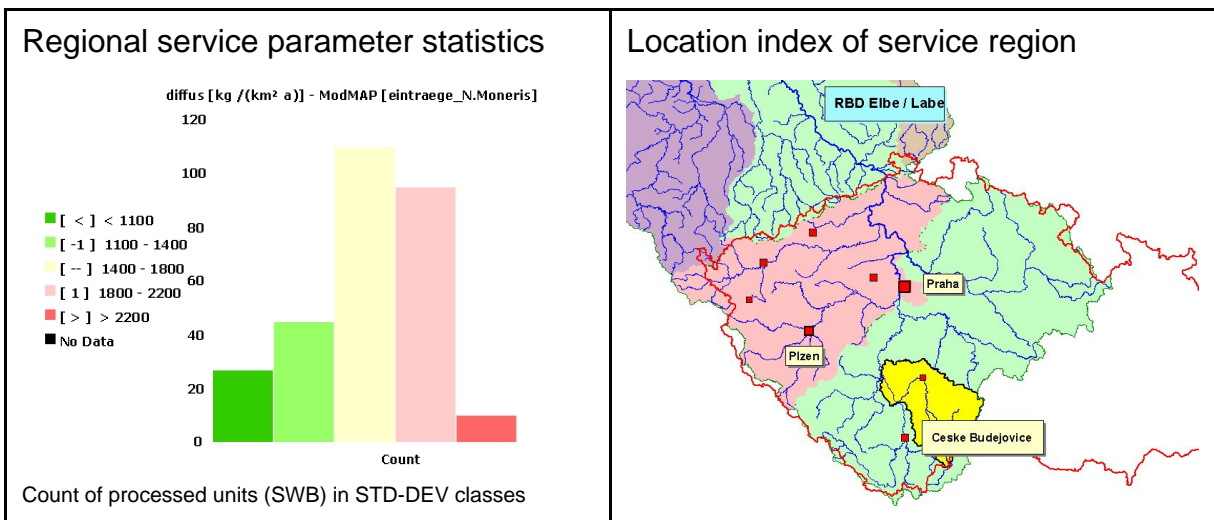 Regional service parameter statistics
diffus [kg /(km² a)] - ModMAP [eintraege_N.Moneris]
120
100
80
60
40
20
0
[ < ] < 1100
[ -1 ] 1100 - 1400
[ -- ] 1400 - 1800
[ 1 ] 1800 - 2200
[ > ] > 2200
No Data
Count
Count of processed units (SWB) in STD-DEV classes
Location index of service region
RBD Elbe / Labe
Praha
Plzen
Ceske Budejovice